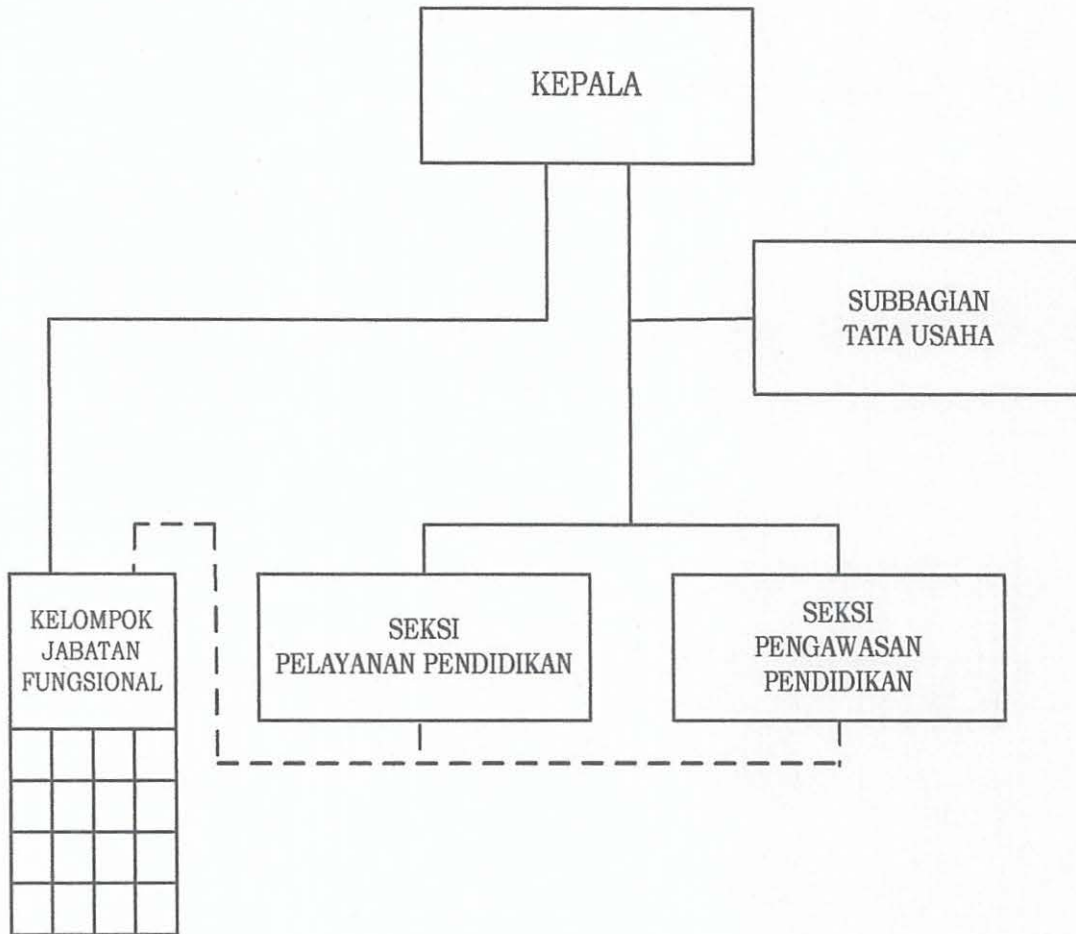 KEPALA
SUBBAGIAN
TATA USAHA
KELOMPOK
JABATAN
FUNGSIONAL
SEKSI
PELAYANAN PENDIDIKAN
SEKSI
PENGAWASAN
PENDIDIKAN